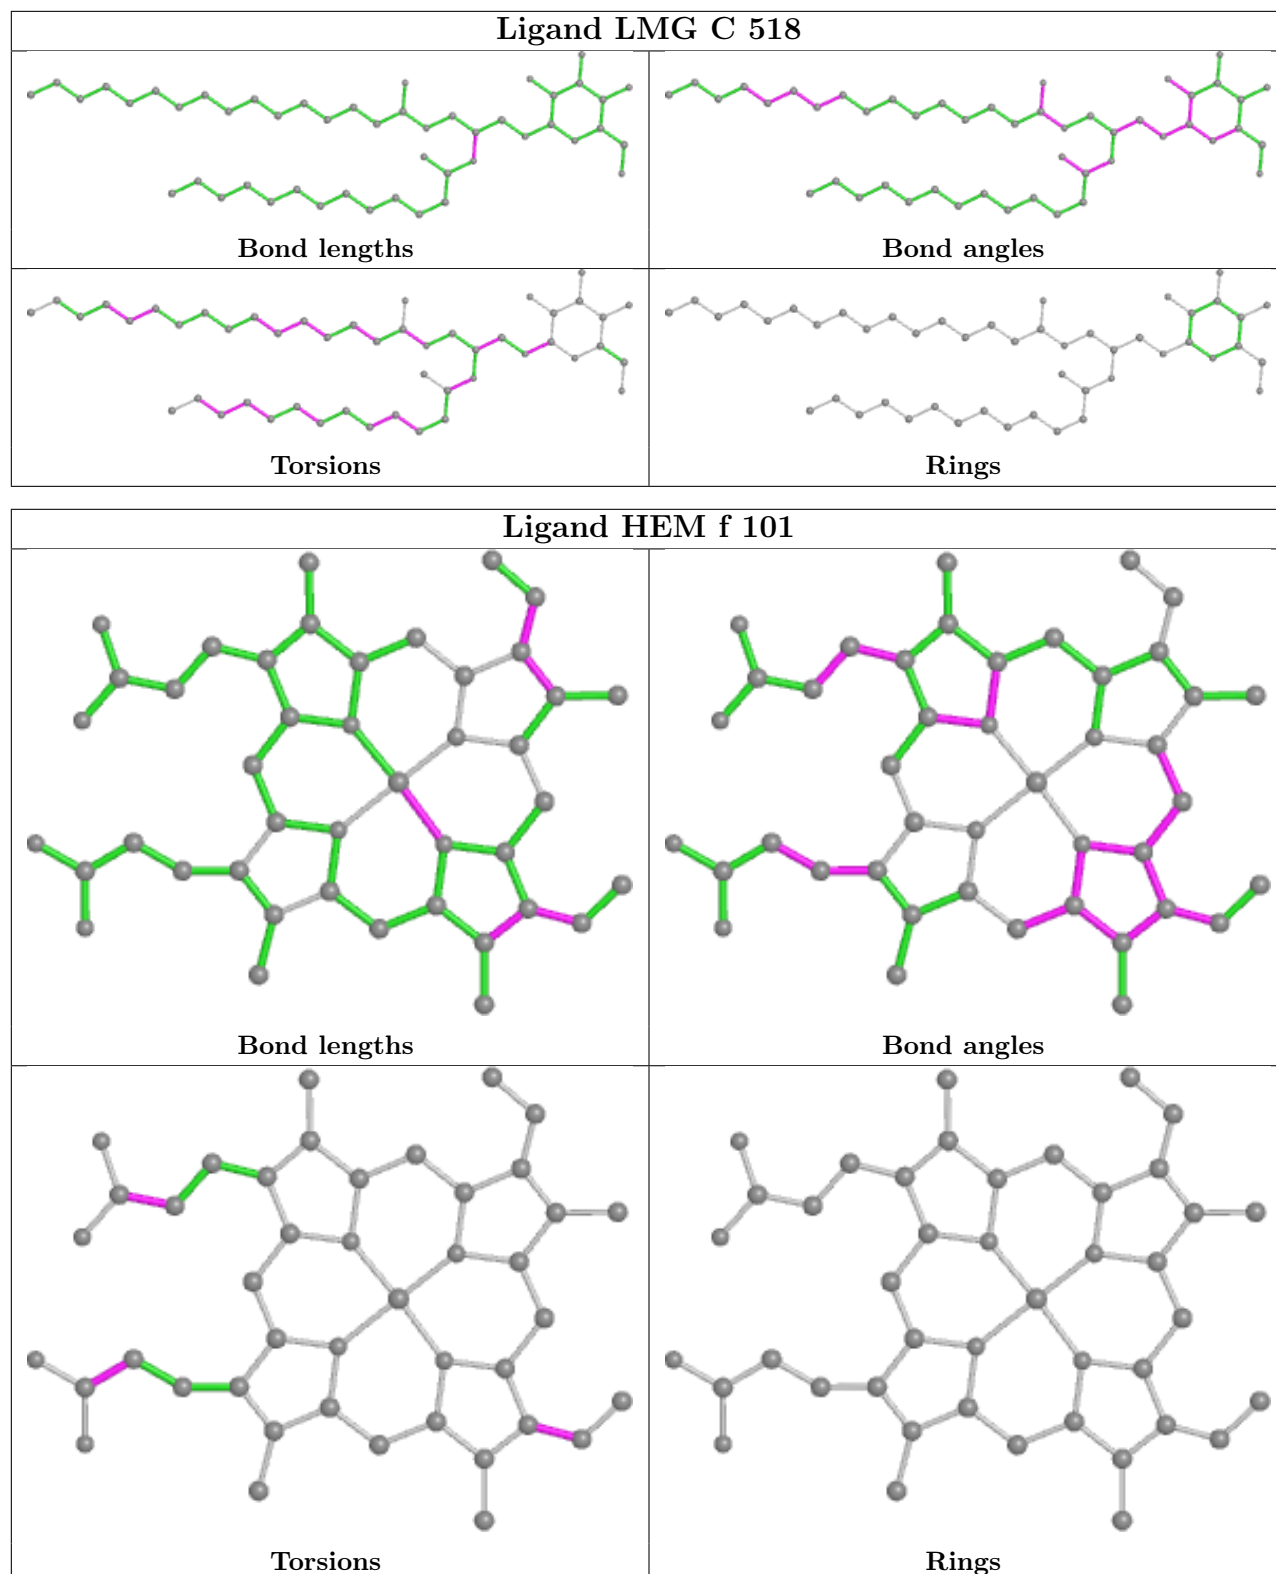 Ligand LMG C 518
Bond lengths
Bond angles
Torsions
Rings
Ligand HEM f 101
Bond lengths
Bond angles
Torsions
Rings